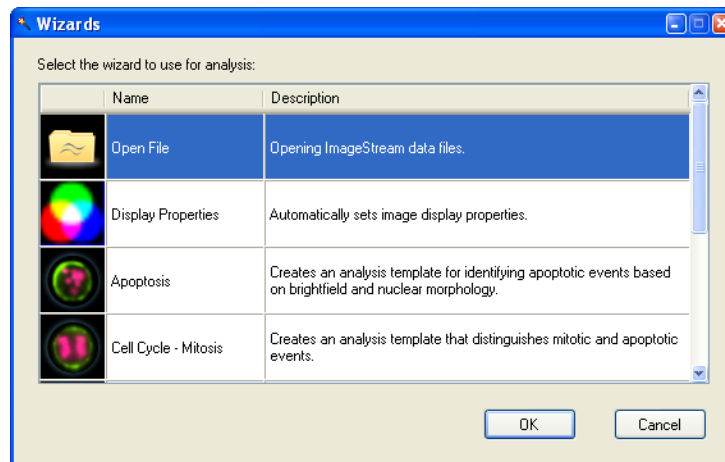 Wizards
Select the wizard to use for analysis:
Name Description
Open File Opening ImageStream data files.
Display Properties Automatically sets image display properties.
Apoptosis Creates an analysis template for identifying apoptotic events based
on brightfield and nuclear morphology.
Cell Cycle - Mitosis Creates an analysis template that distinguishes mitotic and apoptotic
events.
OK Cancel